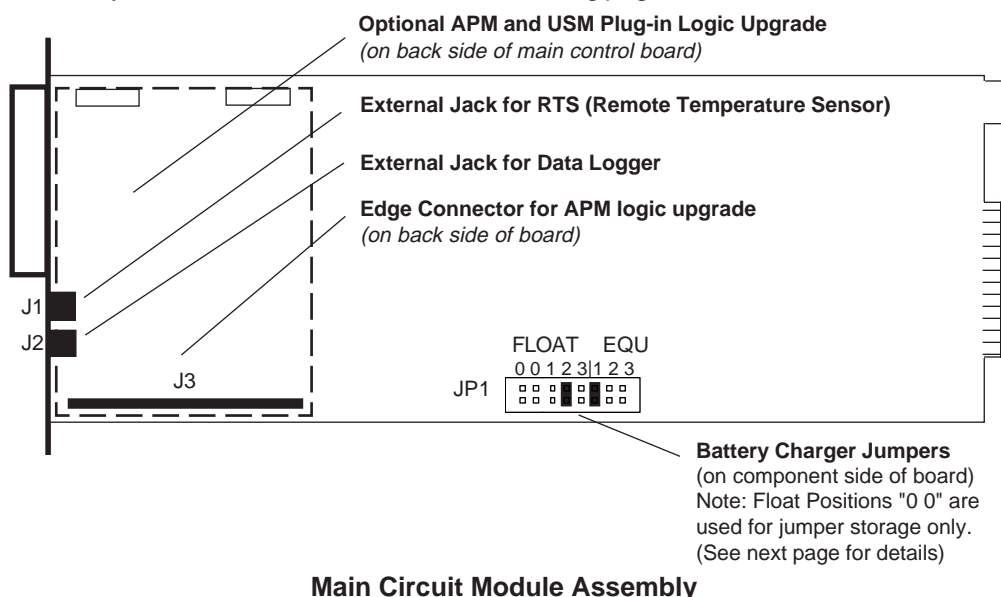 Optional APM and USM Plug-in Logic Upgrade
(on back side of main control board)
External Jack for RTS (Remote Temperature Sensor)
External Jack for Data Logger
Edge Connector for APM logic upgrade
(on back side of board)
J1
J2
J3
FLOAT EQU
0 0 1 2 3|1 2 3
JP1
Battery Charger Jumpers
(on component side of board)
Note: Float Positions "0 0" are
used for jumper storage only.
(See next page for details)
Main Circuit Module Assembly